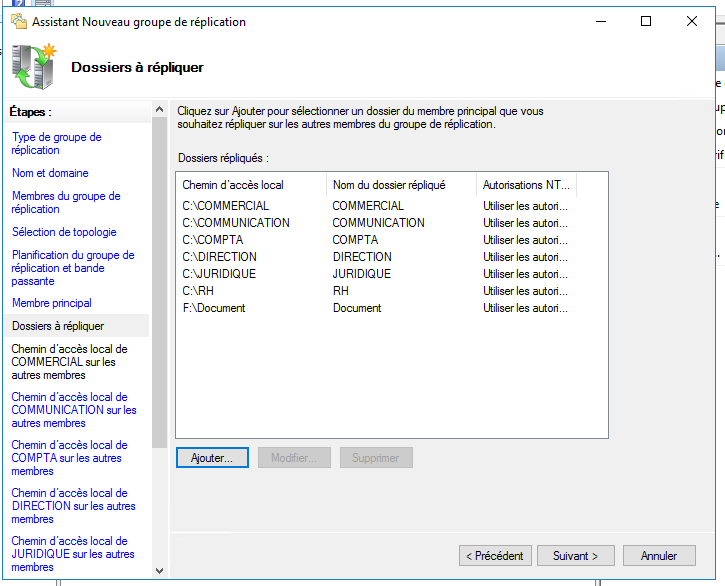 Assistant Nouveau groupe de réplication
Dossiers à répliquer
Étapes :
Type de groupe de
réplication
Nom et domaine
Membres du groupe de
réplication
Sélection de topologie
Planification du groupe de
réplication et bande
passante
Membre principal
Dossiers à répliquer
Chemin d'accès local de
COMMERCIAL sur les
autres membres
Chemin d'accès local de
COMMUNICATION sur les
autres membres
Chemin d'accès local de
COMPTA sur les autres
membres
Chemin d'accès local de
DIRECTION sur les autres
membres
Chemin d'accès local de
JURIDIQUE sur les autres
membres
Cliquez sur Ajouter pour sélectionner un dossier du membre principal que vous
souhaitez répliquer sur les autres membres du groupe de réplication.
Dossiers répliqués :
Chemin d'accès local Nom du dossier répliqué Autorisations NT...
C:\COMMERCIAL COMMERCIAL Utiliser les autori...
C:\COMMUNICATION COMMUNICATION Utiliser les autori...
C:\COMPTA COMPTA Utiliser les autori...
C:\DIRECTION DIRECTION Utiliser les autori...
C:\JURIDIQUE JURIDIQUE Utiliser les autori...
C:\RH RH Utiliser les autori...
F:\Document Document Utiliser les autori...
Ajouter... Modifier... Supprimer
< Précédent Suivant > Annuler